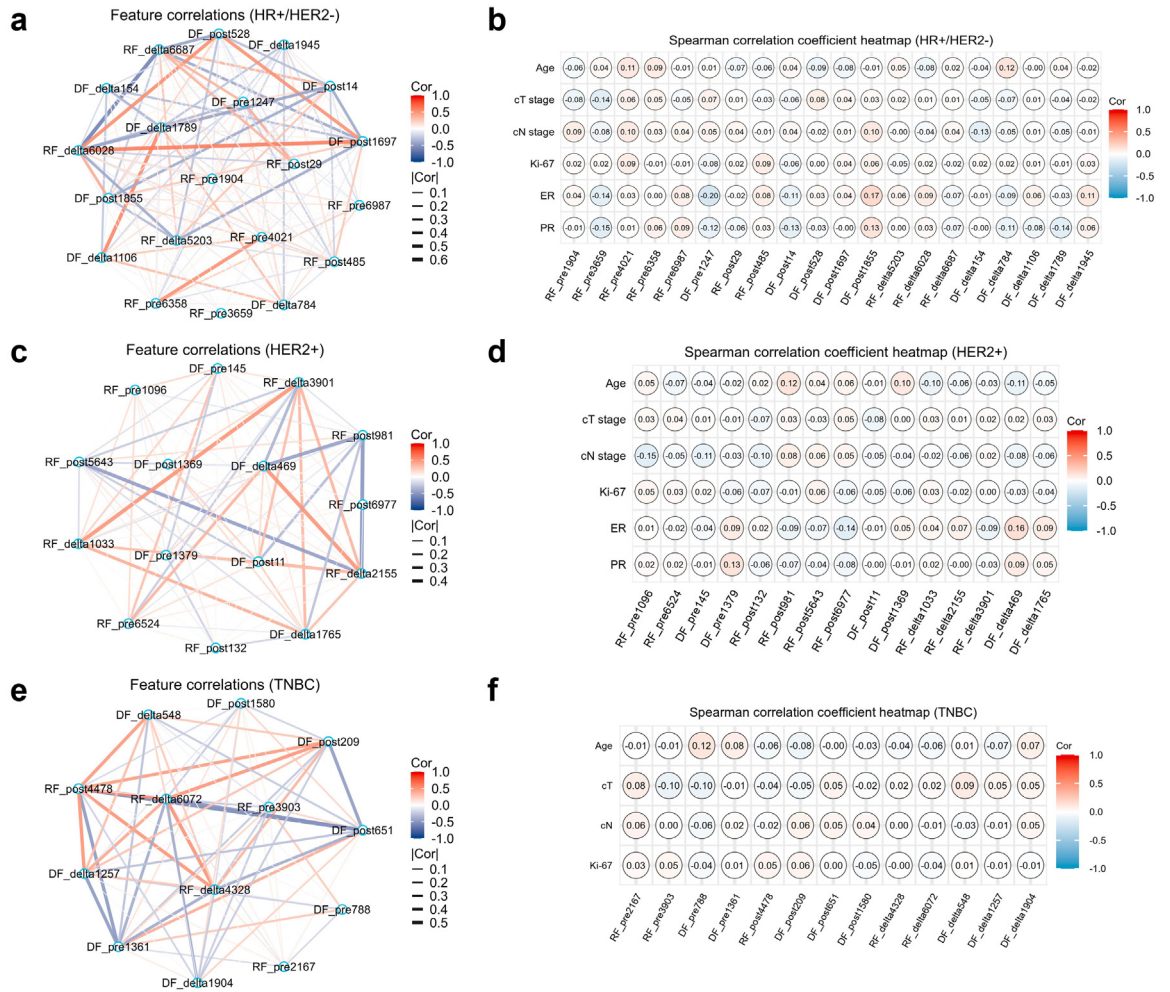 a
Feature correlations (HR+/HER2-)
DF_post528
RF_delta6687
DF_delta1945
DF_delta154
DF_post14
DF_pre1247
DF_delta1789
DF_post1697
RF_delta6028
RF_post29
RF_pre1904
DF_post1855
RF_pre6987
RF_delta5203
RF_pre4021
DF_delta1106
RF_post485
RF_pre6358
DF_delta784
RF_pre3659
Cor
1.0
0.5
0.0
-0.5
-1.0
|Cor|
0.1
0.2
0.3
0.4
0.5
0.6
b
Spearman correlation coefficient heatmap (HR+/HER2-)
Age -0.06 0.04 0.11 0.09 -0.01 0.01 -0.07 -0.06 0.04 -0.09 -0.08 -0.01 0.05 -0.08 0.02 -0.04 0.12 -0.00 0.04 -0.02
cT stage -0.08 -0.14 0.06 0.05 -0.02 0.07 0.01 -0.03 -0.06 0.08 0.04 0.03 0.02 0.01 0.01 -0.04 -0.07 0.01 -0.04 -0.05
cN stage 0.09 -0.08 0.10 0.03 0.04 0.05 0.04 -0.04 0.01 -0.02 0.00 0.10 -0.00 -0.04 0.04 -0.13 -0.05 0.01 -0.05 -0.01
Ki-67 0.02 0.02 0.09 -0.01 -0.01 -0.08 0.02 0.09 -0.06 0.00 0.00 0.06 -0.05 0.02 -0.02 0.02 0.01 -0.01 0.01 0.03
ER 0.04 -0.14 0.01 0.04 0.08 -0.20 -0.02 0.08 -0.11 0.03 0.04 0.17 0.06 0.09 -0.07 -0.01 -0.09 0.06 -0.03 0.11
PR -0.01 -0.15 0.01 0.06 0.09 -0.12 -0.02 0.03 -0.13 -0.02 0.00 0.13 0.02 0.02 -0.02 -0.02 -0.11 -0.08 -0.14 0.06
RF_pre1904 RF_pre3659 RF_pre4021 RF_pre6358 RF_pre6987 DF_pre1247 RF_post29 RF_post485 DF_post14 DF_post528 DF_post1697 DF_post1855 RF_delta5203 RF_delta6028 RF_delta6687 DF_delta154 DF_delta784 DF_delta1106 DF_delta1789 DF_delta1945
Cor
1.0
0.5
0.0
-0.5
-1.0
c
Feature correlations (HER2+)
DF_pre145
RF_pre1096
RF_delta3901
RF_post981
RF_post5643
DF_post1369
DF_delta469
RF_post6977
RF_delta1033
DF_pre1379
DF_post11
RF_delta2155
RF_pre6524
DF_delta1765
RF_post132
Cor
1.0
0.5
0.0
-0.5
-1.0
|Cor|
0.1
0.2
0.3
0.4
d
Spearman correlation coefficient heatmap (HER2+)
Age 0.05 -0.07 -0.04 -0.02 0.02 0.12 0.04 0.06 -0.01 0.10 -0.10 -0.06 -0.03 -0.11 -0.05
cT stage 0.03 0.04 0.01 -0.01 -0.07 0.02 -0.03 0.05 -0.08 0.01 0.01 0.04 0.02 0.02 0.03
cN stage -0.15 -0.05 -0.11 -0.03 -0.10 0.08 0.06 0.05 -0.04 0.01 -0.04 -0.04 -0.02 -0.08 -0.06
Ki-67 0.05 0.03 0.02 -0.06 -0.07 -0.01 0.06 -0.06 -0.05 -0.06 0.03 -0.02 0.00 -0.03 -0.04
ER 0.01 -0.02 -0.04 0.09 0.02 -0.09 -0.07 -0.14 -0.01 0.05 0.04 0.07 -0.09 0.16 0.09
PR 0.02 0.02 -0.01 0.13 -0.06 -0.07 -0.04 -0.08 -0.00 -0.01 -0.02 0.04 -0.04 0.09 0.05
RF_pre1096 RF_pre6524 DF_pre145 DF_pre1379 RF_post132 RF_post981 RF_post5643 RF_post6977 DF_post11 DF_post1369 RF_delta1033 RF_delta2155 RF_delta3901 DF_delta469 DF_delta1765
Cor
1.0
0.5
0.0
-0.5
-1.0
e
Feature correlations (TNBC)
DF_post1580
DF_delta548
DF_post209
RF_post4478
RF_delta6072
RF_pre3903
DF_post651
DF_delta1257
RF_delta4328
DF_pre788
DF_pre1361
RF_pre2167
DF_delta1904
Cor
1.0
0.5
0.0
-0.5
-1.0
|Cor|
0.1
0.2
0.3
0.4
0.5
f
Spearman correlation coefficient heatmap (TNBC)
Age -0.01 -0.01 0.12 0.08 -0.06 -0.08 -0.00 -0.03 -0.04 -0.06 0.01 -0.07 0.07
cT 0.08 -0.10 -0.10 -0.01 -0.04 -0.05 0.05 -0.02 0.02 0.00 0.09 0.05 0.05
cN 0.06 0.00 -0.06 0.02 -0.02 0.06 0.05 0.04 0.00 -0.01 -0.03 -0.01 0.05
Ki-67 0.03 0.05 -0.04 0.01 0.05 0.06 0.00 -0.05 -0.00 -0.04 0.01 -0.01 -0.01
RF_pre2167 RF_pre3903 DF_pre788 DF_pre1361 RF_post4478 DF_post209 DF_post651 DF_post1580 RF_delta4328 RF_delta6072 DF_delta548 DF_delta1257 DF_delta1904
Cor
1.0
0.5
0.0
-0.5
-1.0